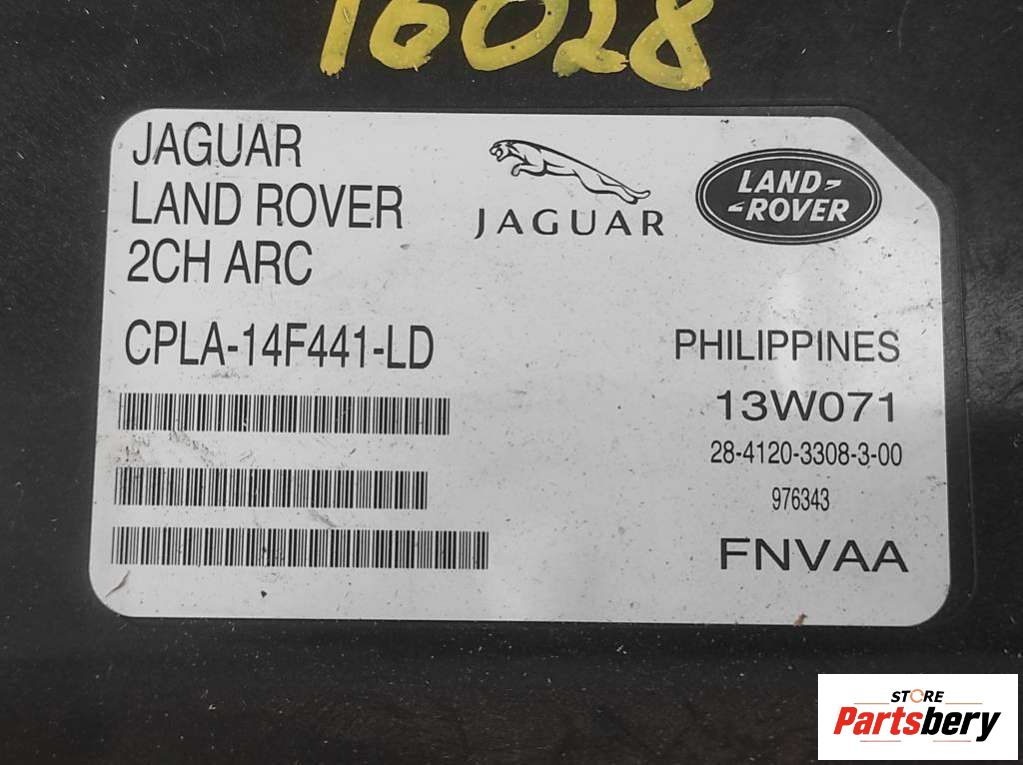 16028
JAGUAR
LAND ROVER
2CH ARC
JAGUAR
LAND-
-ROVER
CPLA-14F441-LD
PHILIPPINES
13W071
28-4120-3308-3-00
976343
FNVAA
STORE
Partsbery